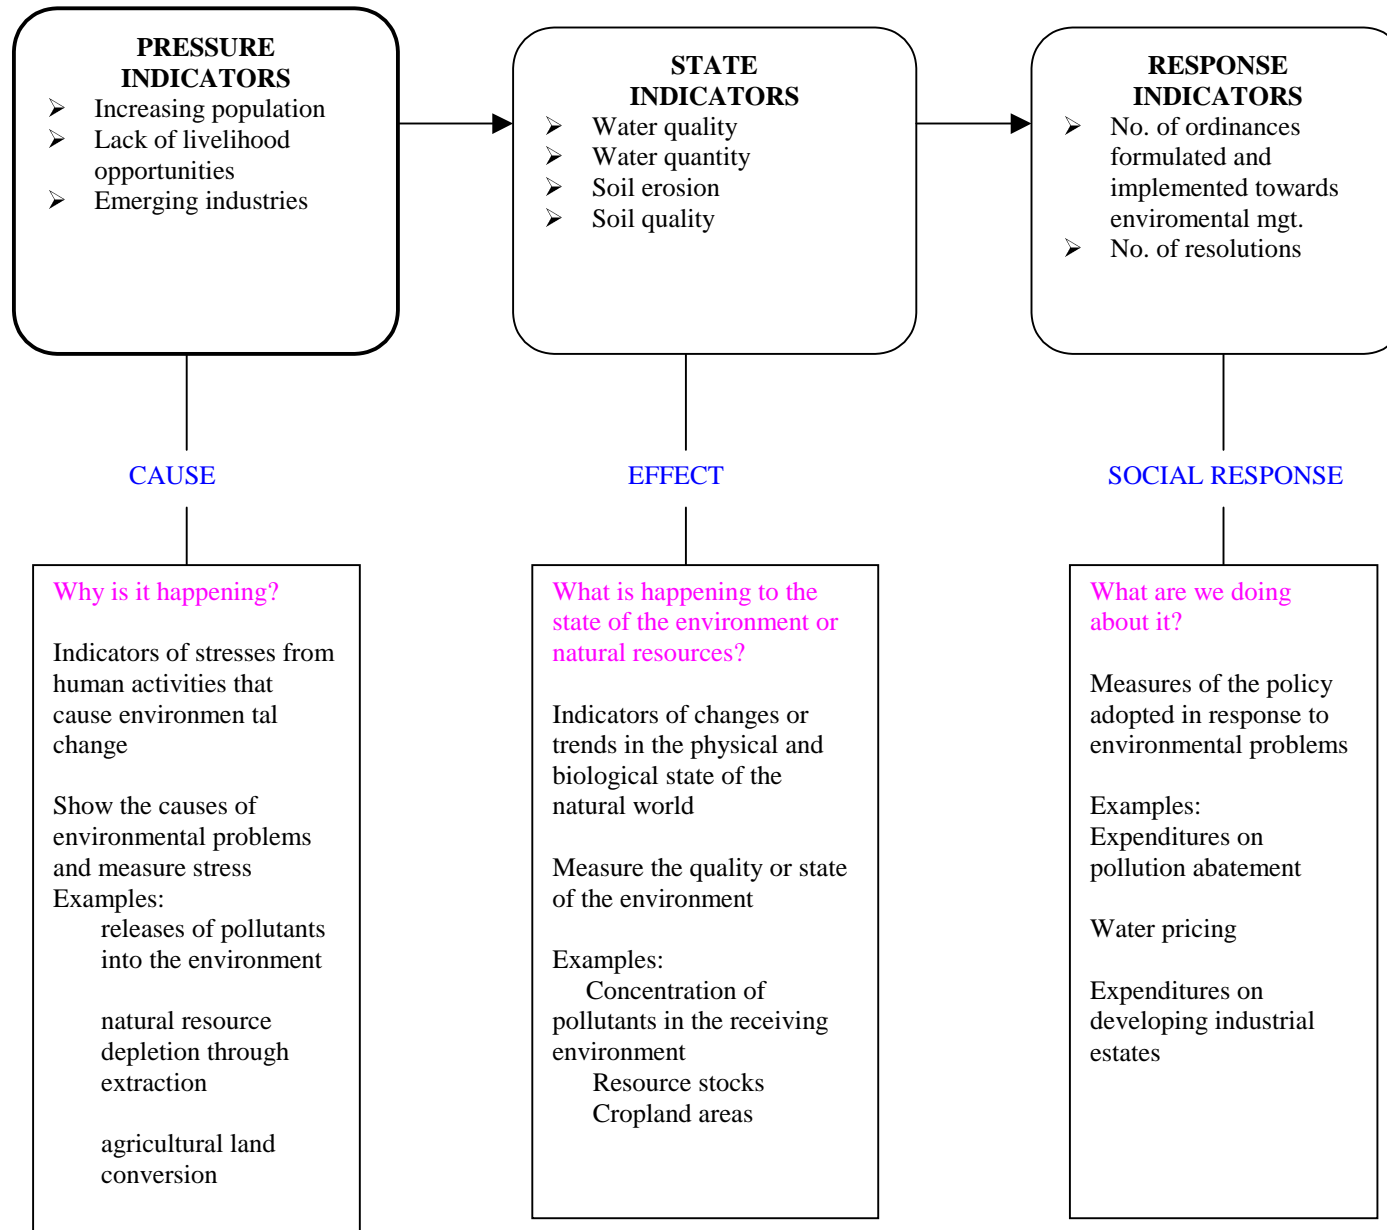 PRESSURE
INDICATORS
➢ Increasing population
➢ Lack of livelihood
opportunities
➢ Emerging industries
STATE
INDICATORS
➢ Water quality
➢ Water quantity
➢ Soil erosion
➢ Soil quality
RESPONSE
INDICATORS
➢ No. of ordinances
formulated and
implemented towards
enviromental mgt.
➢ No. of resolutions
CAUSE
EFFECT
SOCIAL RESPONSE
Why is it happening?
Indicators of stresses from
human activities that
cause environmen tal
change
Show the causes of
environmental problems
and measure stress
Examples:
releases of pollutants
into the environment
natural resource
depletion through
extraction
agricultural land
conversion
What is happening to the
state of the environment or
natural resources?
Indicators of changes or
trends in the physical and
biological state of the
natural world
Measure the quality or state
of the environment
Examples:
Concentration of
pollutants in the receiving
environment
Resource stocks
Cropland areas
What are we doing
about it?
Measures of the policy
adopted in response to
environmental problems
Examples:
Expenditures on
pollution abatement
Water pricing
Expenditures on
developing industrial
estates